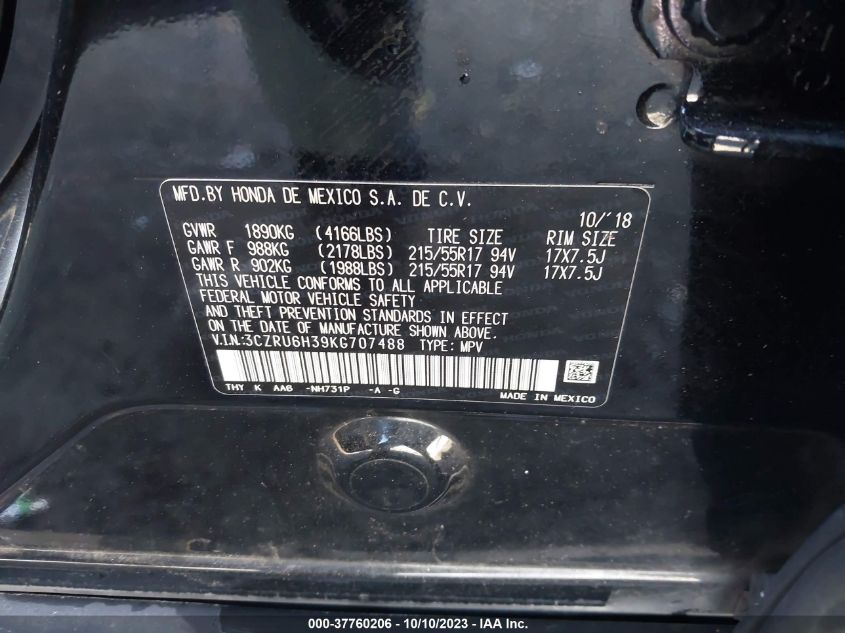 MFD.BY HONDA DE MEXICO S.A. DE C.V.
10/'18
GVWR 1890KG (4166LBS) TIRE SIZE RIM SIZE
GAWR F 988KG (2178LBS) 215/55R17 94V 17X7.5J
GAWR R 902KG (1988LBS) 215/55R17 94V 17X7.5J
THIS VEHICLE CONFORMS TO ALL APPLICABLE
FEDERAL MOTOR VEHICLE SAFETY
AND THEFT PREVENTION STANDARDS IN EFFECT
ON THE DATE OF MANUFACTURE SHOWN ABOVE.
V.I.N:3CZRU6H39KG707488 TYPE: MPV
THY K AA6 -NH731P -A -G
MADE IN MEXICO
000-37760206 - 10/10/2023 - IAA Inc.